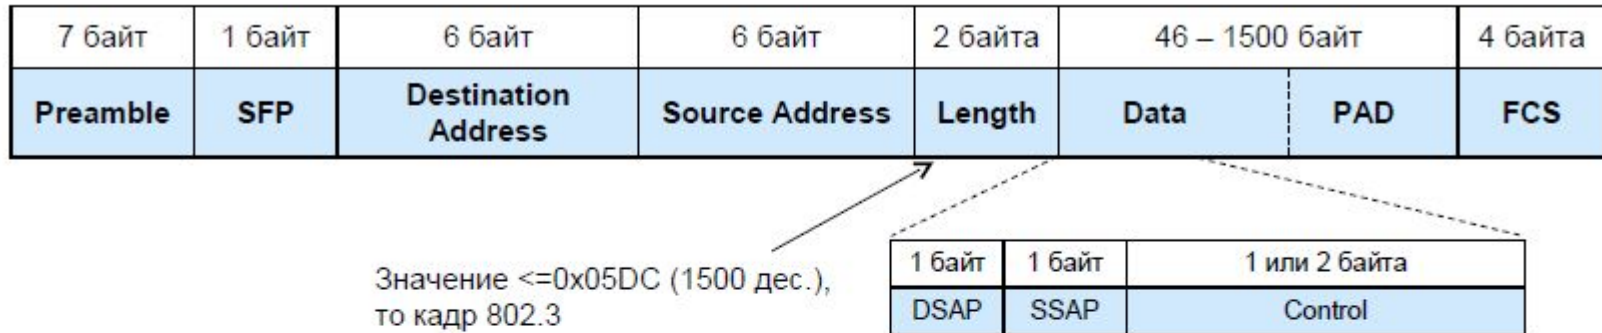 7 байт 1 байт 6 байт 6 байт 2 байта 46 – 1500 байт 4 байта
Preamble SFP Destination Address Source Address Length Data PAD FCS
Значение <=0x05DC (1500 дес.),
то кадр 802.3
1 байт 1 байт 1 или 2 байта
DSAP SSAP Control